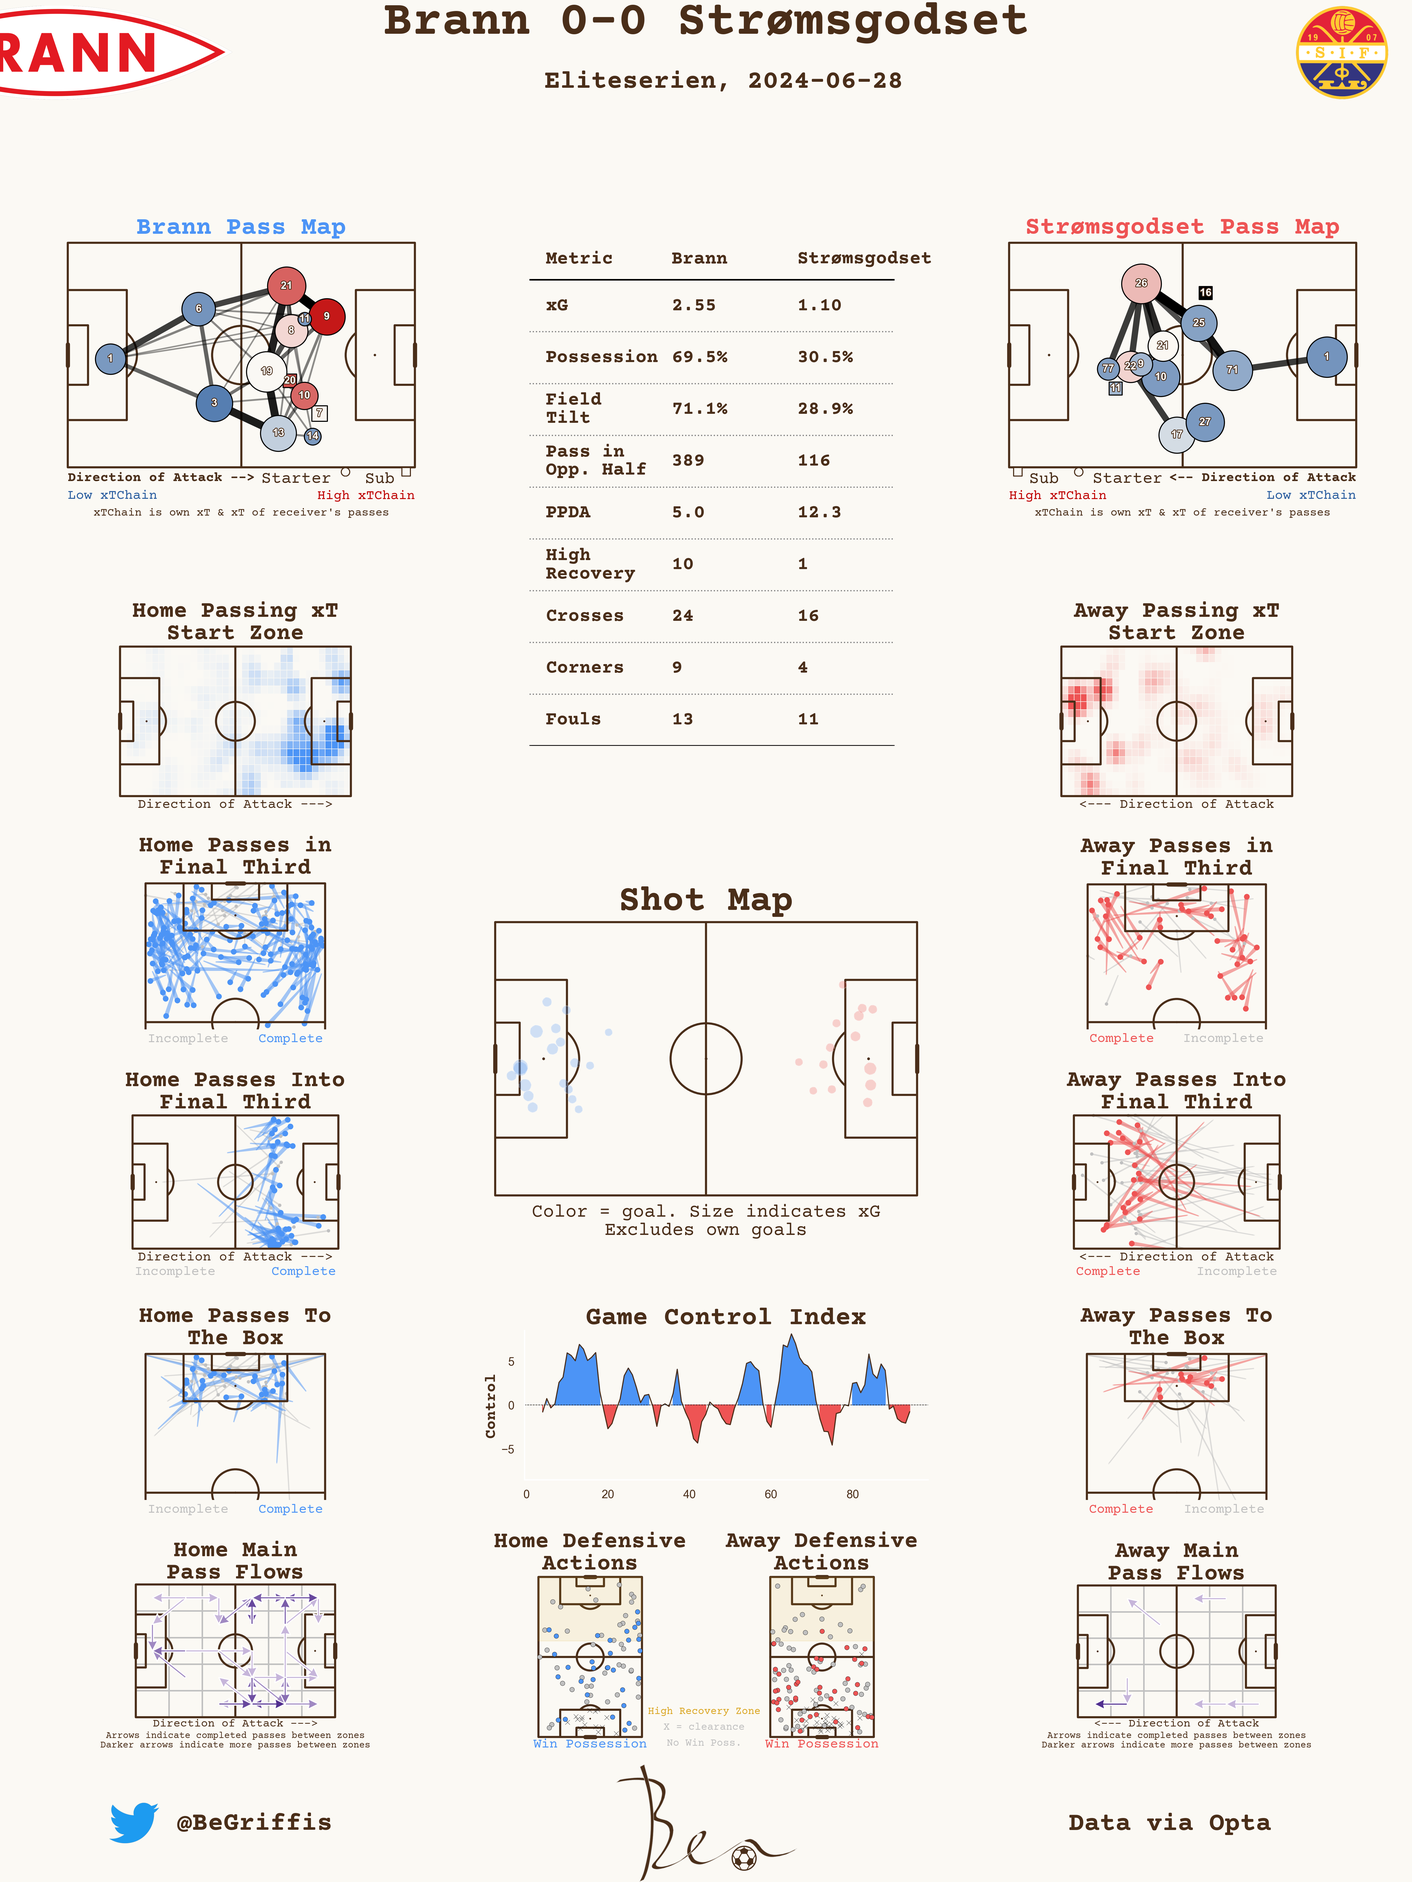 Brann 0-0 Strømsgodset
RANN
Eliteserien, 2024-06-28
19 07
S.I.F
Brann Pass Map
21
6
11
9
8
1
19
20
10
3
7
13
14
Direction of Attack --> Starter Sub
Low xTChain High xTChain
xTChain is own xT & xT of receiver's passes
Metric Brann Strømsgodset
xG 2.55 1.10
Possession 69.5% 30.5%
Field
Tilt 71.1% 28.9%
Pass in
Opp. Half 389 116
PPDA 5.0 12.3
High
Recovery 10 1
Crosses 24 16
Corners 9 4
Fouls 13 11
Strømsgodset Pass Map
26
16
25
21
1
77
22
9
71
10
11
27
17
Sub Starter <-- Direction of Attack
High xTChain Low xTChain
xTChain is own xT & xT of receiver's passes
Home Passing xT
Start Zone
Direction of Attack --->
Away Passing xT
Start Zone
<--- Direction of Attack
Home Passes in
Final Third
Incomplete Complete
Away Passes in
Final Third
Complete Incomplete
Shot Map
Color = goal. Size indicates xG
Excludes own goals
Home Passes Into
Final Third
Direction of Attack --->
Incomplete Complete
Away Passes Into
Final Third
<--- Direction of Attack
Complete Incomplete
Home Passes To
The Box
Incomplete Complete
Game Control Index
Control
5
0
−5
0 20 40 60 80
Away Passes To
The Box
Complete Incomplete
Home Main
Pass Flows
Direction of Attack --->
Arrows indicate completed passes between zones
Darker arrows indicate more passes between zones
Home Defensive
Actions
Win Possession
High Recovery Zone
X = clearance
No Win Poss.
Away Defensive
Actions
Win Possession
Away Main
Pass Flows
<--- Direction of Attack
Arrows indicate completed passes between zones
Darker arrows indicate more passes between zones
@BeGriffis
Ben
Data via Opta